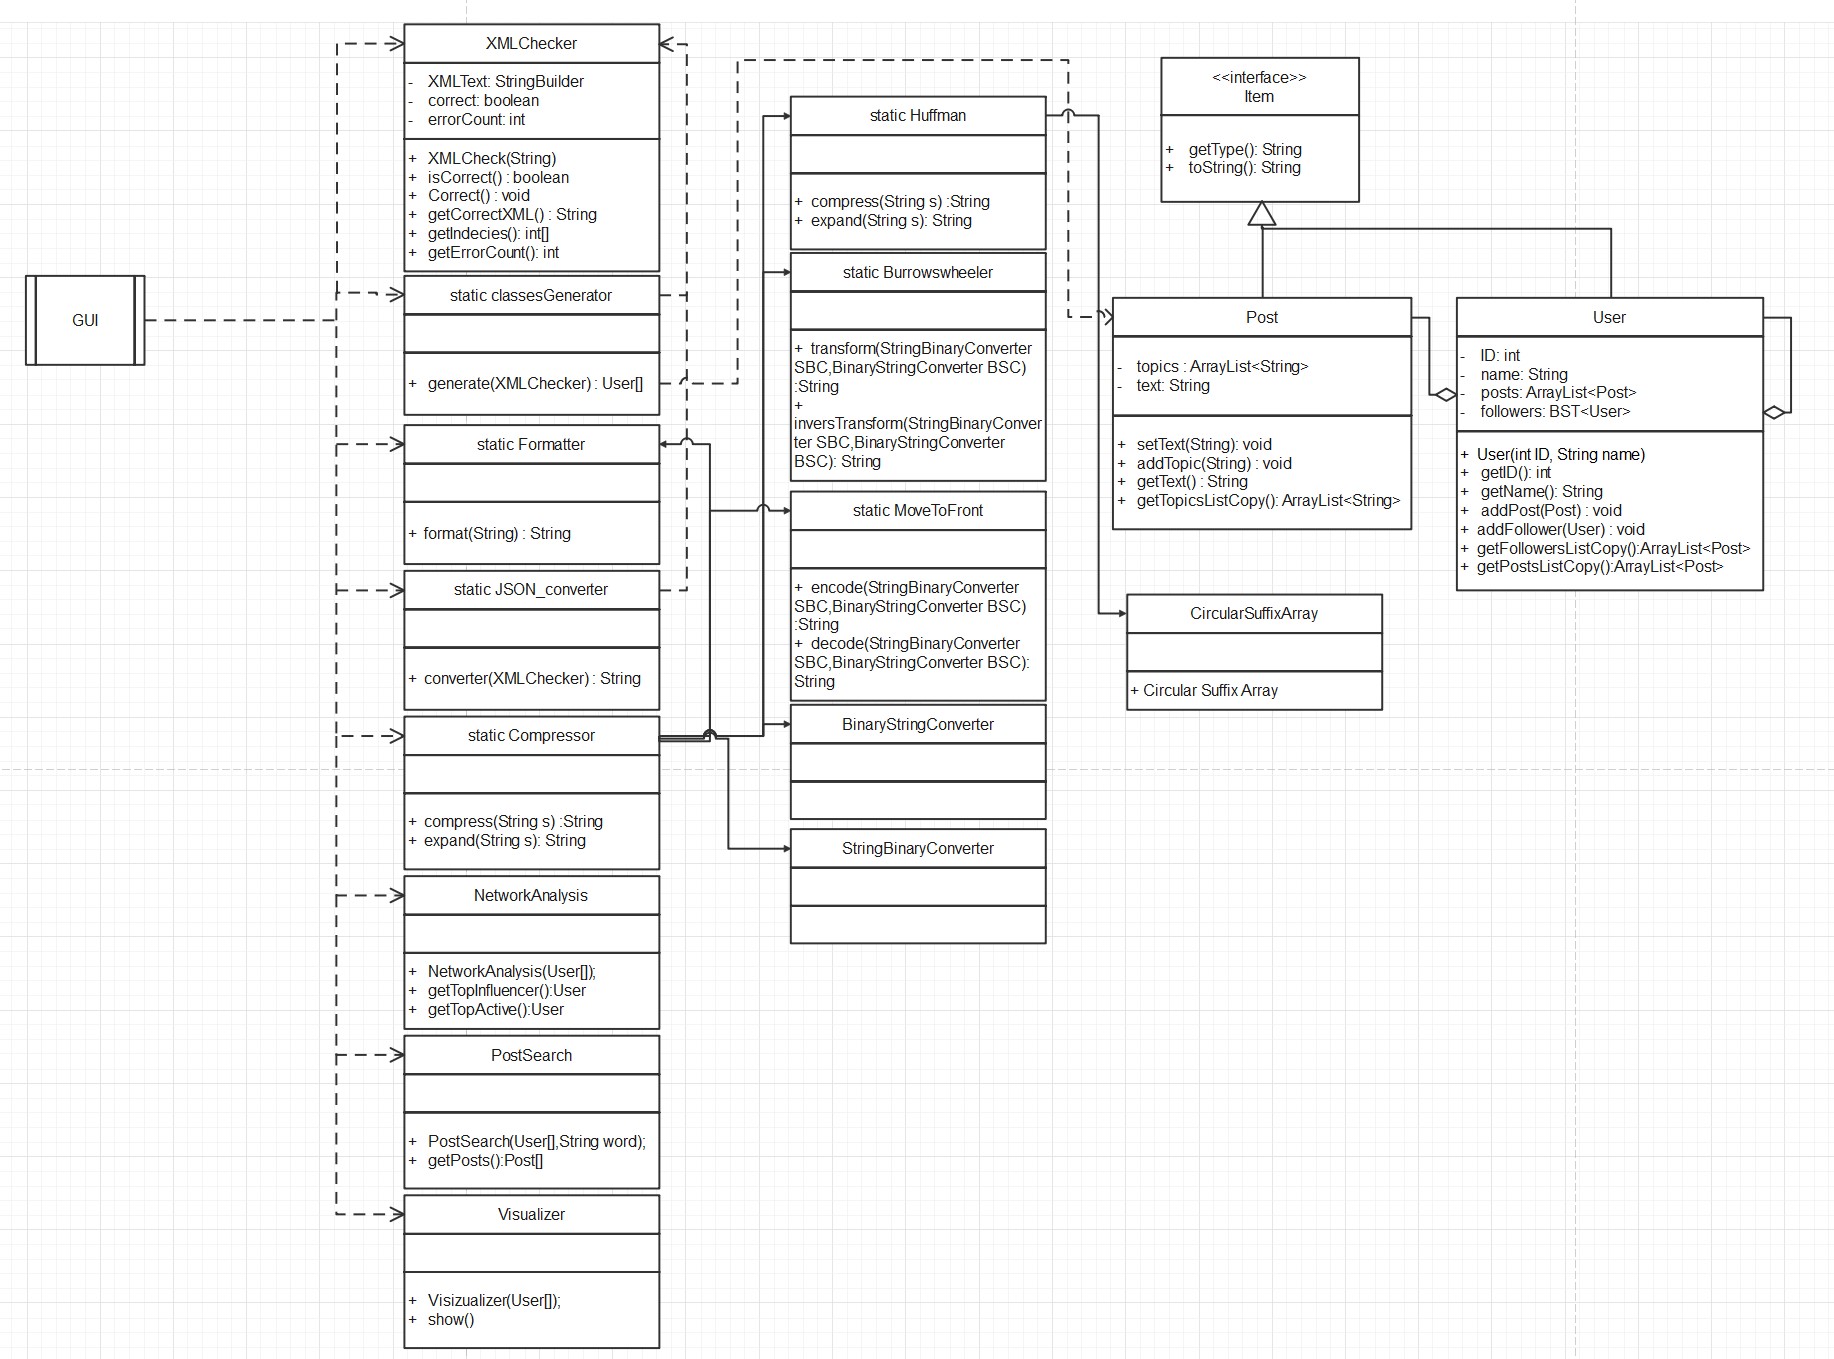 GUI
XMLChecker
- XMLText: StringBuilder
- correct: boolean
- errorCount: int
+ XMLCheck(String)
+ isCorrect() : boolean
+ Correct() : void
+ getCorrectXML() : String
+ getIndecies(): int[]
+ getErrorCount(): int
static classesGenerator
+ generate(XMLChecker) : User[]
static Formatter
+ format(String) : String
static JSON_converter
+ converter(XMLChecker) : String
static Compressor
+ compress(String s) :String
+ expand(String s): String
NetworkAnalysis
+ NetworkAnalysis(User[]);
+ getTopInfluencer():User
+ getTopActive():User
PostSearch
+ PostSearch(User[],String word);
+ getPosts():Post[]
Visualizer
+ Visizualizer(User[]);
+ show()
static Huffman
+ compress(String s) :String
+ expand(String s): String
static Burrowswheeler
+ transform(StringBinaryConverter
SBC,BinaryStringConverter BSC)
:String
+
inversTransform(StringBinaryConver
ter SBC,BinaryStringConverter
BSC): String
static MoveToFront
+ encode(StringBinaryConverter
SBC,BinaryStringConverter BSC)
:String
+ decode(StringBinaryConverter
SBC,BinaryStringConverter BSC):
String
BinaryStringConverter
StringBinaryConverter
<<interface>>
Item
+ getType(): String
+ toString(): String
Post
- topics : ArrayList<String>
- text: String
+ setText(String): void
+ addTopic(String) : void
+ getText() : String
+ getTopicsListCopy(): ArrayList<String>
CircularSuffixArray
+ Circular Suffix Array
User
- ID: int
- name: String
- posts: ArrayList<Post>
- followers: BST<User>
+ User(int ID, String name)
+ getID(): int
+ getName(): String
+ addPost(Post) : void
+ addFollower(User) : void
+ getFollowersListCopy():ArrayList<Post>
+ getPostsListCopy():ArrayList<Post>